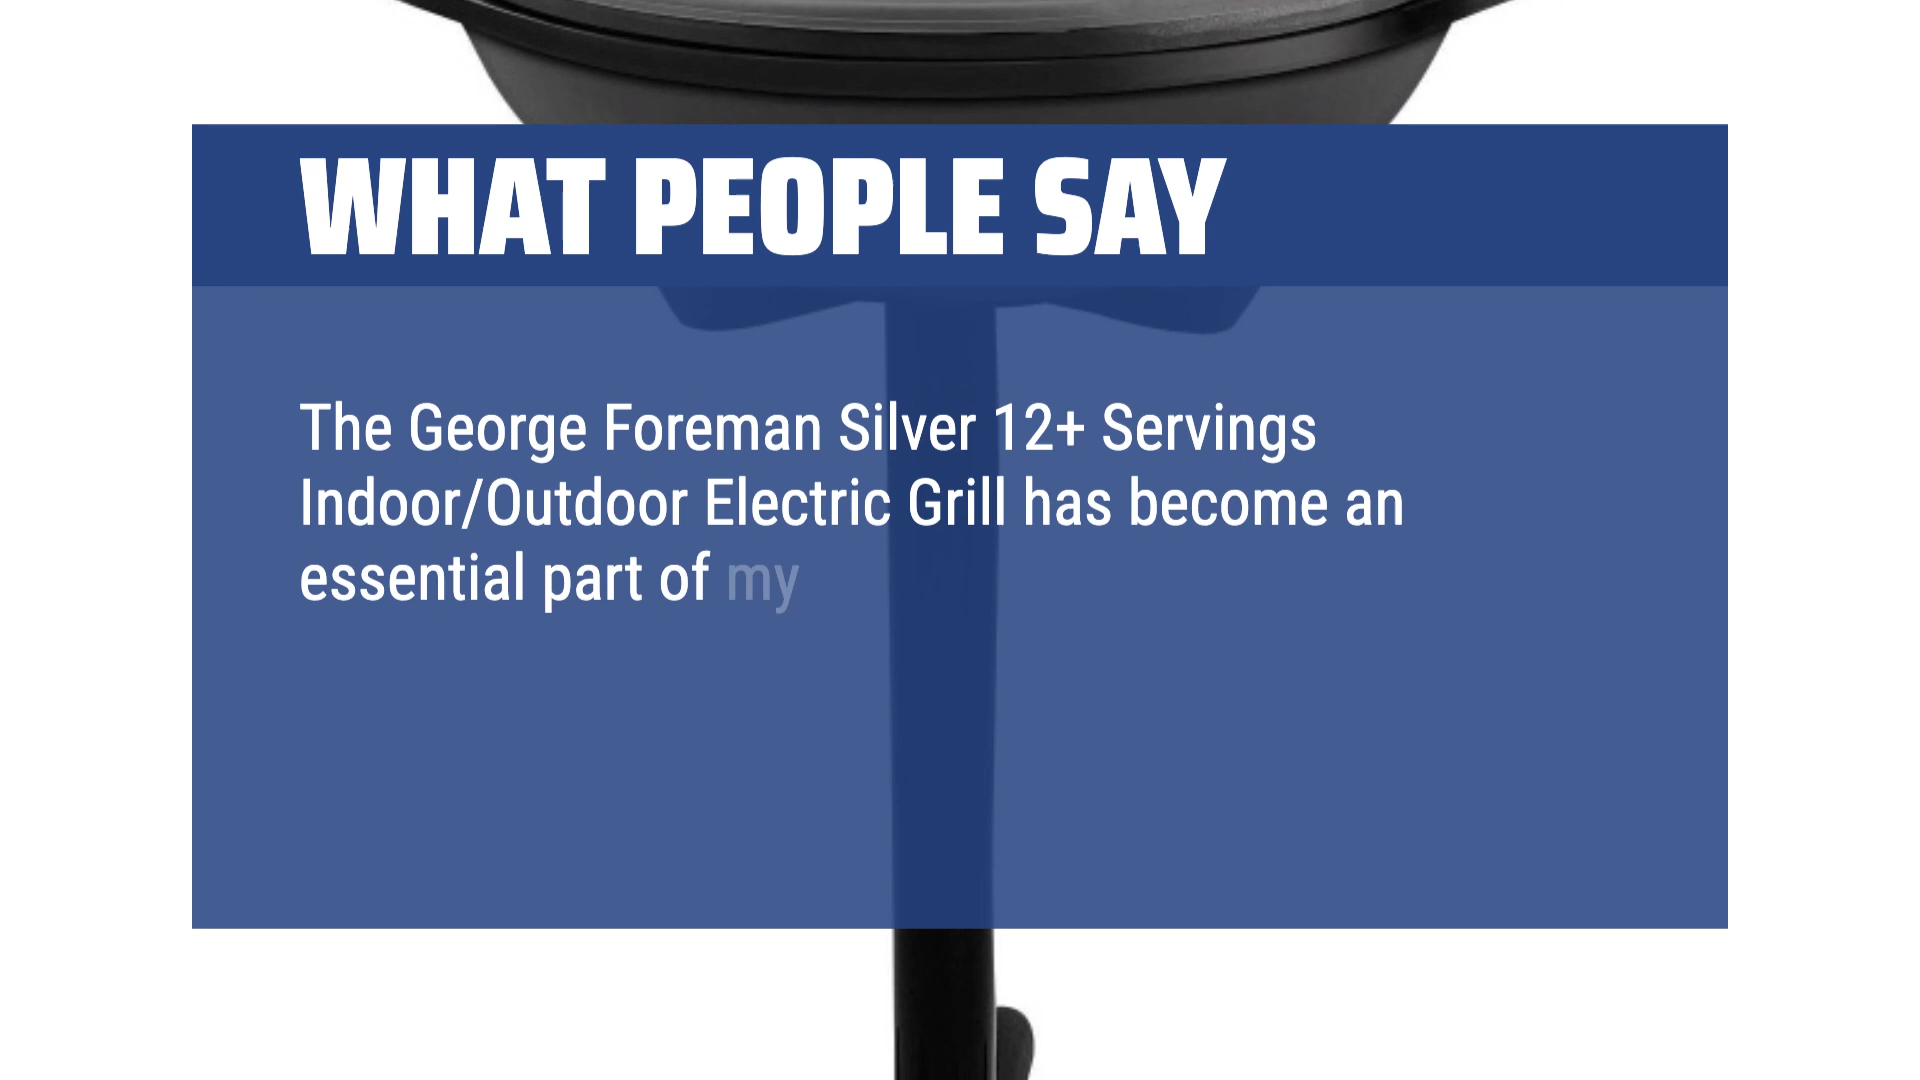 WHAT PEOPLE SAY
The George Foreman Silver 12+ Servings
Indoor/Outdoor Electric Grill has become an
essential part of my